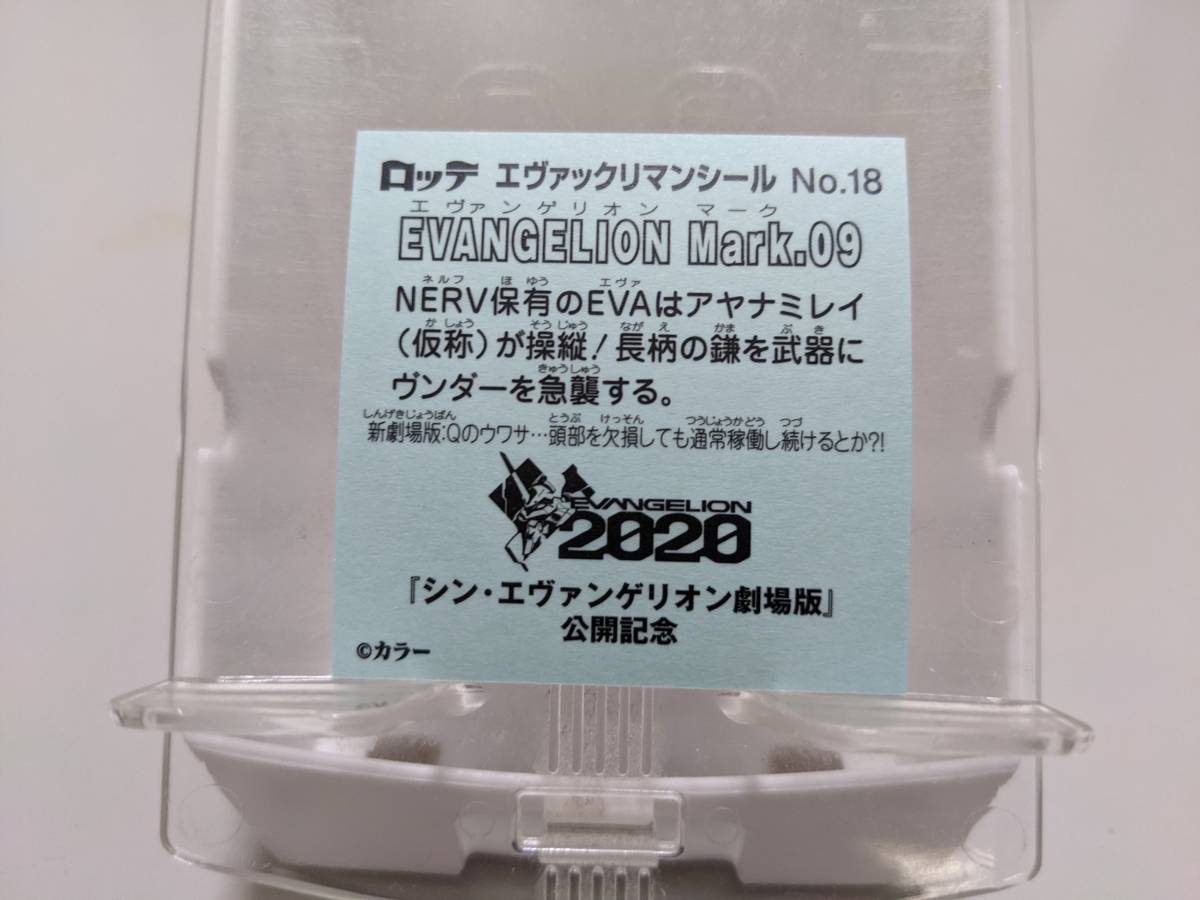 ロッテ エヴァックリマンシール No.18
エヴァンゲリオン マーク
EVANGELION Mark.09
ネルフ ほ ゆう エヴァ
NERV保有のEVAはアヤナミレイ
か しょう そうじゅう なが え かま ぶ き
（仮称）が操縦！長柄の鎌を武器に
きゅうしゅう
ヴンダーを急襲する。
しんげきじょうばん とうぶ けっそん つうじょうかどう つづ
新劇場版:Qのウワサ…頭部を欠損しても通常稼働し続けるとか?!
EVANGELION
2020
『シン・エヴァンゲリオン劇場版』
公開記念
©カラー